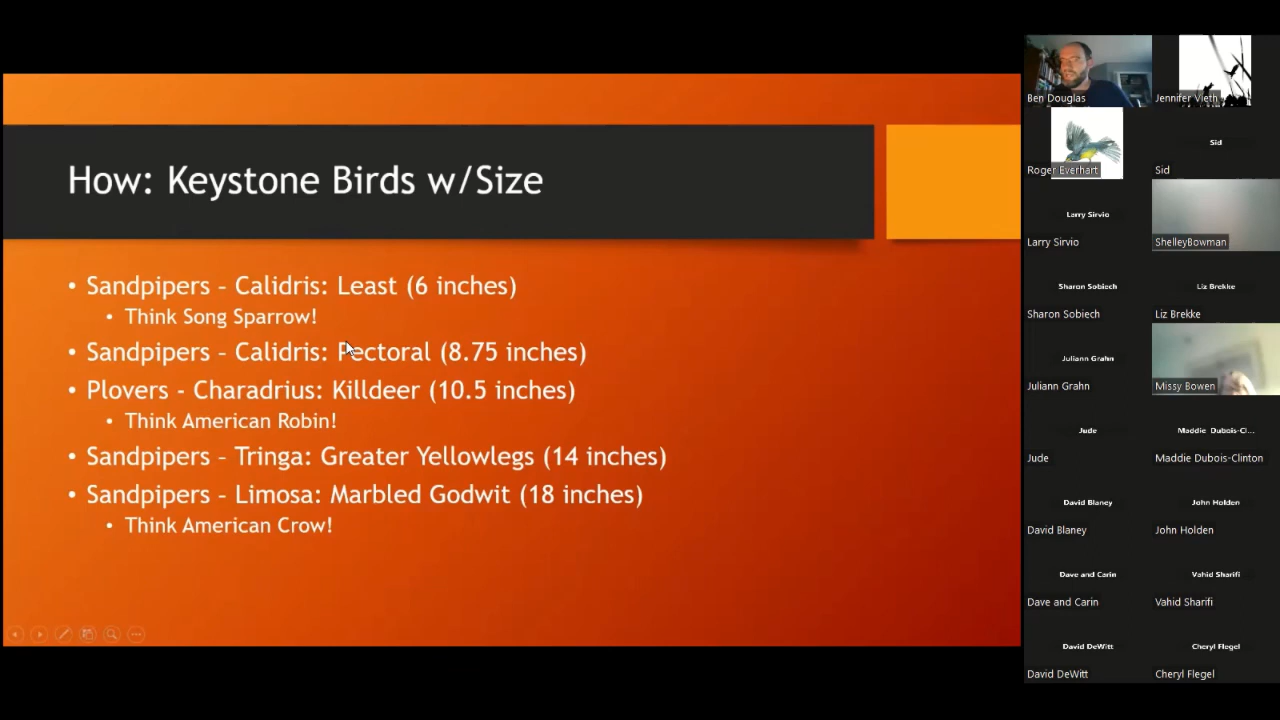 How: Keystone Birds w/Size
• Sandpipers – Calidris: Least (6 inches)
• Think Song Sparrow!
• Sandpipers – Calidris: Pectoral (8.75 inches)
• Plovers - Charadrius: Killdeer (10.5 inches)
• Think American Robin!
• Sandpipers – Tringa: Greater Yellowlegs (14 inches)
• Sandpipers – Limosa: Marbled Godwit (18 inches)
• Think American Crow!
Ben Douglas
Jennifer Vieth
Roger Everhart
Sid
Sid
Larry Sirvio
Larry Sirvio
ShelleyBowman
Sharon Sobiech
Sharon Sobiech
Liz Brekke
Liz Brekke
Juliann Grahn
Juliann Grahn
Missy Bowen
Jude
Jude
Maddie Dubois-Cl...
Maddie Dubois-Clinton
David Blaney
David Blaney
John Holden
John Holden
Dave and Carin
Dave and Carin
Vahid Sharifi
Vahid Sharifi
David DeWitt
David DeWitt
Cheryl Flegel
Cheryl Flegel